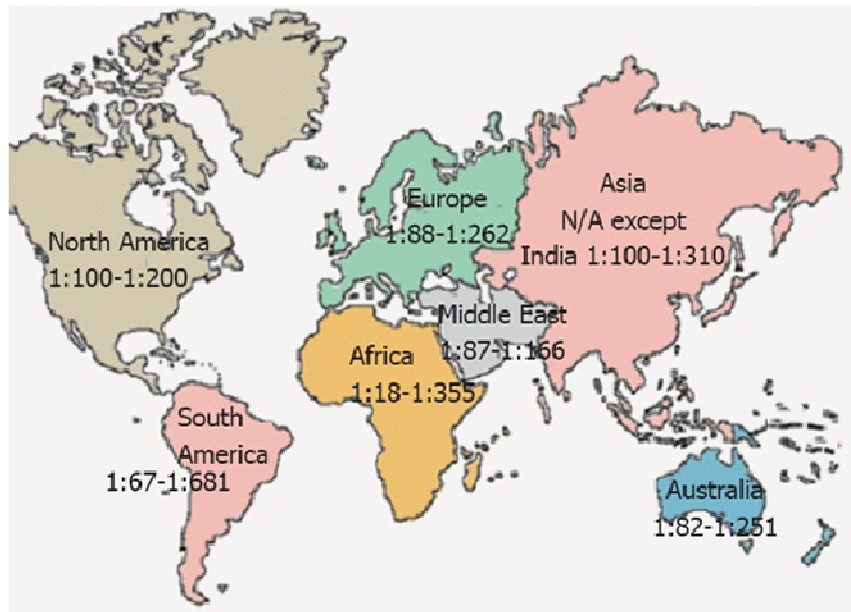 North America
1:100-1:200
Europe
1:88-1:262
Asia
N/A except
India 1:100-1:310
Middle East
1:87-1:166
Africa
1:18-1:355
South
America
1:67-1:681
Australia
1:82-1:251